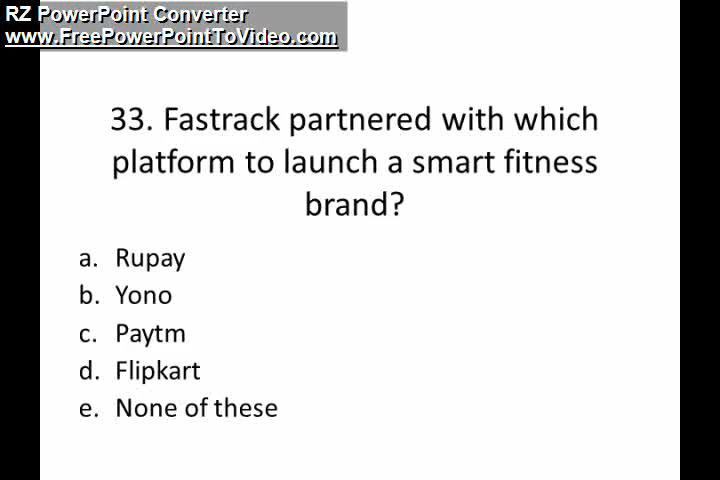 RZ PowerPoint Converter
www.FreePowerPointToVideo.com
33. Fastrack partnered with which
platform to launch a smart fitness
brand?
a. Rupay
b. Yono
c. Paytm
d. Flipkart
e. None of these